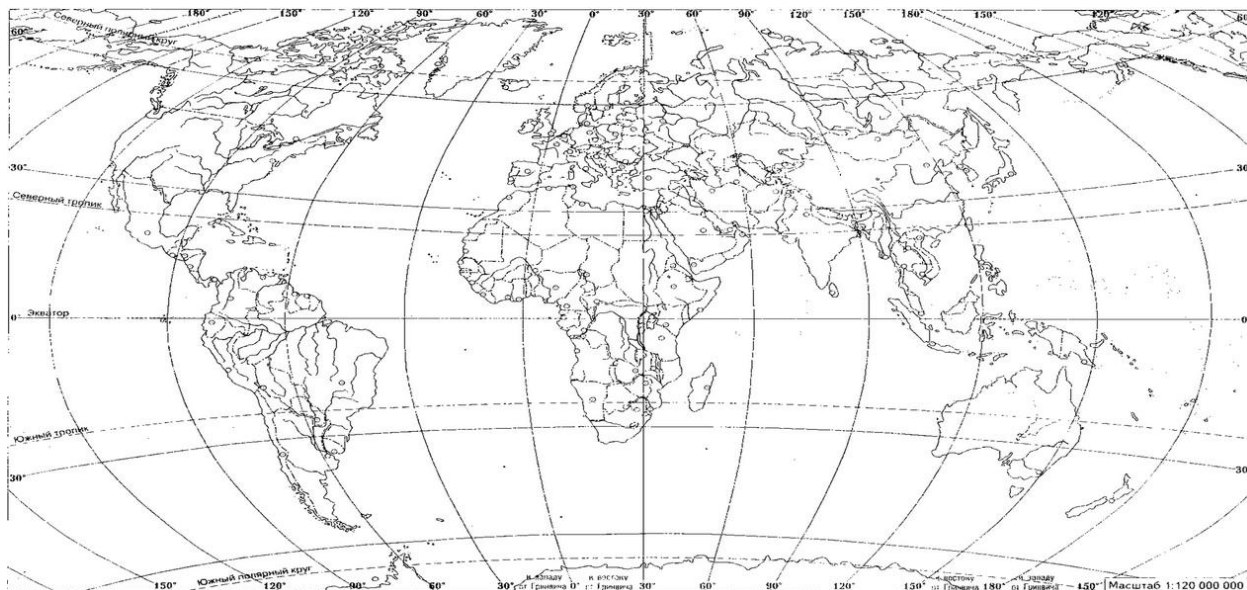 180° 150° 120° 90° 60° 30° 0° 30° 60° 90° 120° 150° 180° 150° 120°
Северный полярный круг
60°
60
30°
30
Северный тропик
Экватор
0°
0
Южный тропик
30°
30
Южный полярный круг
150° 120° 90° 60° 30° 0° 30° 60° 90° 120° 150° 180° 150°
к западу
от Гринвича
к востоку
от Гринвича
к востоку
от Гринвича
к западу
от Гринвича
Масштаб 1:120 000 000